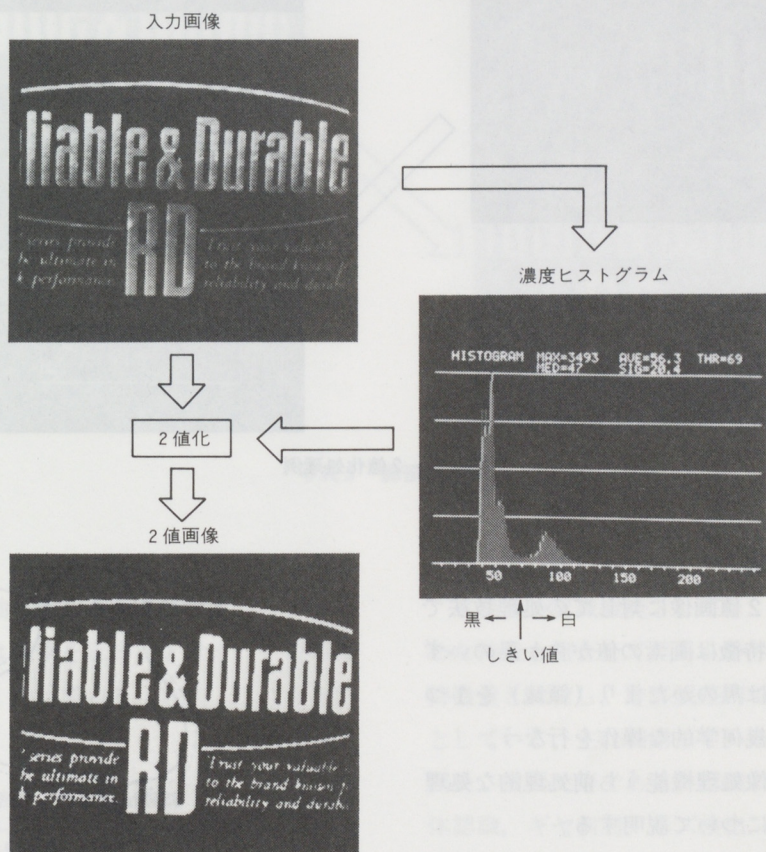 入力画像
liable & Durable
RD
series provide
he ultimate in
k performance.
Trust your valuable
to the brand known
reliability and durab
濃度ヒストグラム
HISTOGRAM MAX=3493 AVE=56.3 THR=69
MED=47 SIG=20.4
50 100 150 200
黒 白
しきい値
2値化
2値画像
liable & Durable
RD
series provide
he ultimate in
k performance.
Trust your valuable
to the brand known
reliability and durab